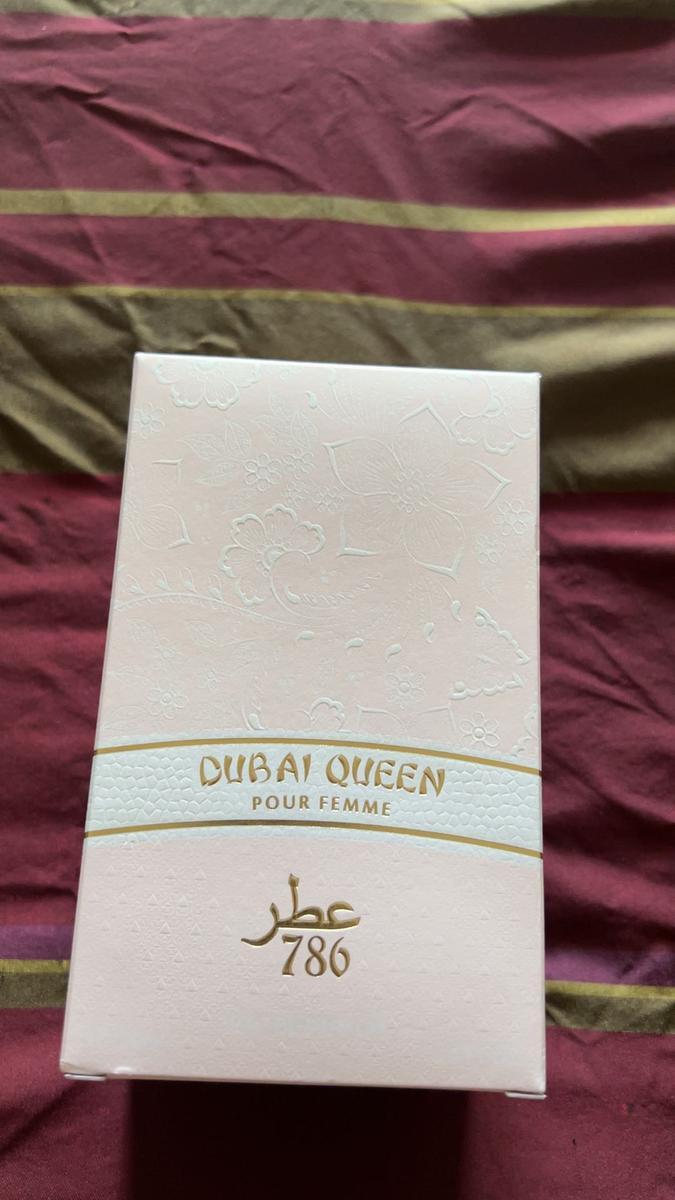 DUBAI QUEEN
POUR FEMME
عطر
786